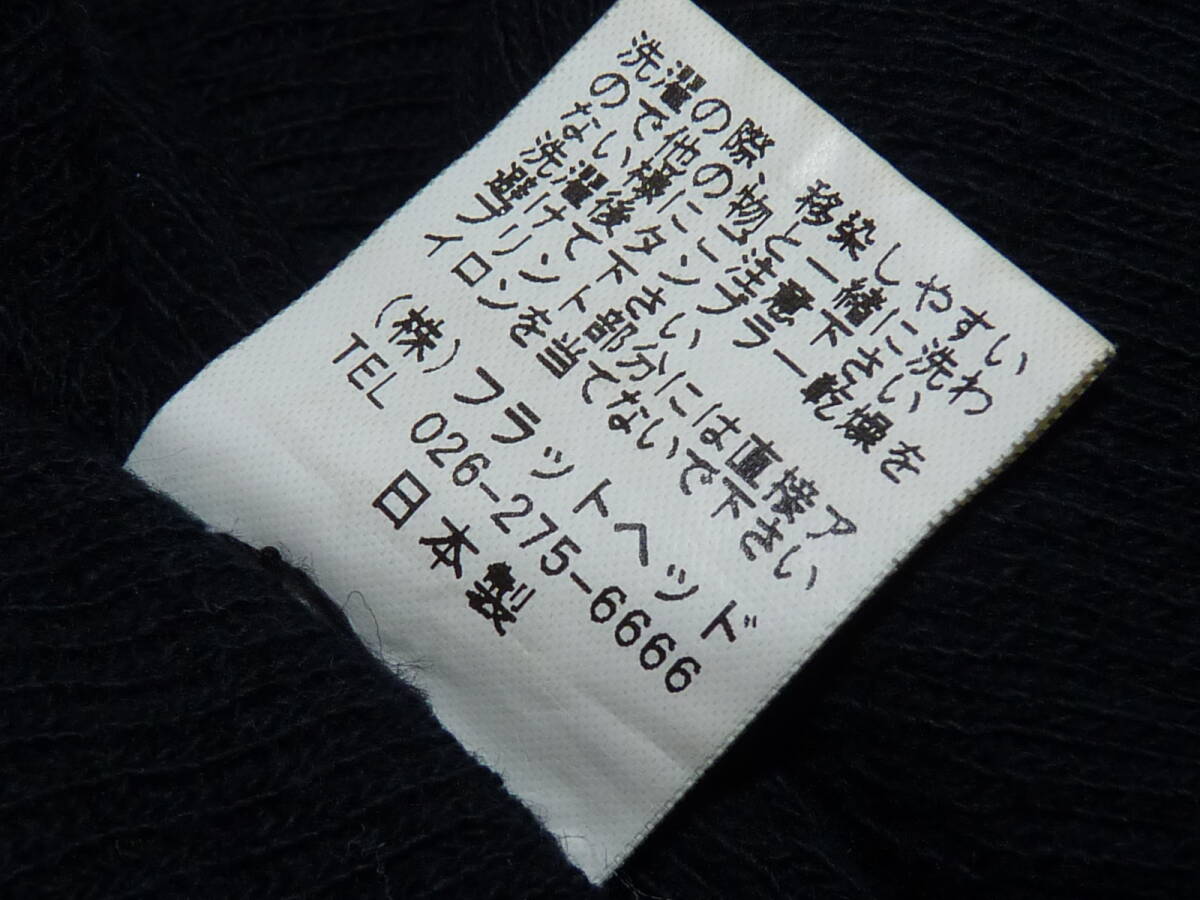 洗濯の際、移染しやすい
ので他の物と一緒に洗わ
ない様にご注意下さい
洗濯後タンブラー乾燥を
避けて下さい
プリント部分には直接ア
イロンを当てないで下さい
(株)フラットヘッド
TEL 026-275-6666
日本製